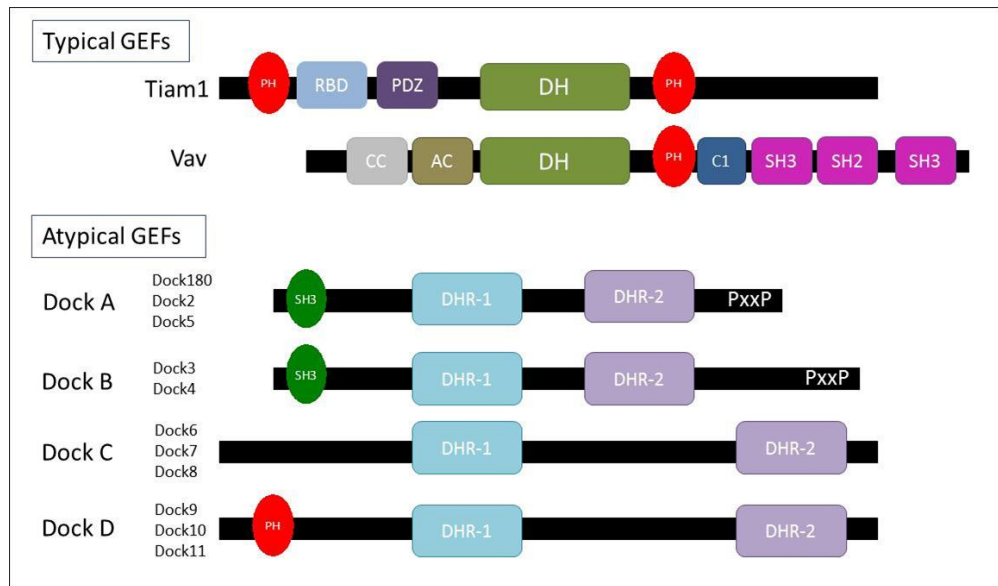 Typical GEFs
Tiam1
PH RBD PDZ DH PH
Vav
CC AC DH PH C1 SH3 SH2 SH3
Atypical GEFs
Dock A
Dock180
Dock2
Dock5
SH3 DHR-1 DHR-2 PxxP
Dock B
Dock3
Dock4
SH3 DHR-1 DHR-2 PxxP
Dock C
Dock6
Dock7
Dock8
DHR-1 DHR-2
Dock D
Dock9
Dock10
Dock11
PH DHR-1 DHR-2